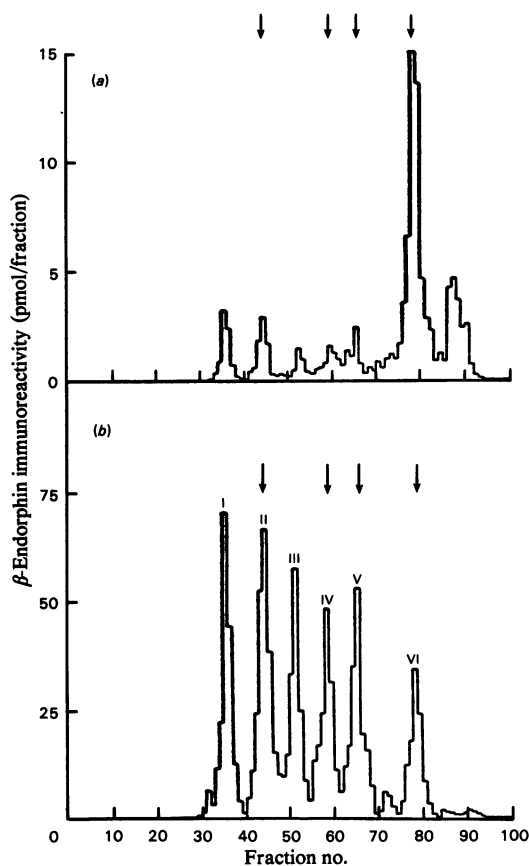 15
(a)
10
5
0
β-Endorphin immunoreactivity (pmol/fraction)
(b)
75
I
II
III
IV
V
VI
50
25
0 10 20 30 40 50 60 70 80 90 100
Fraction no.